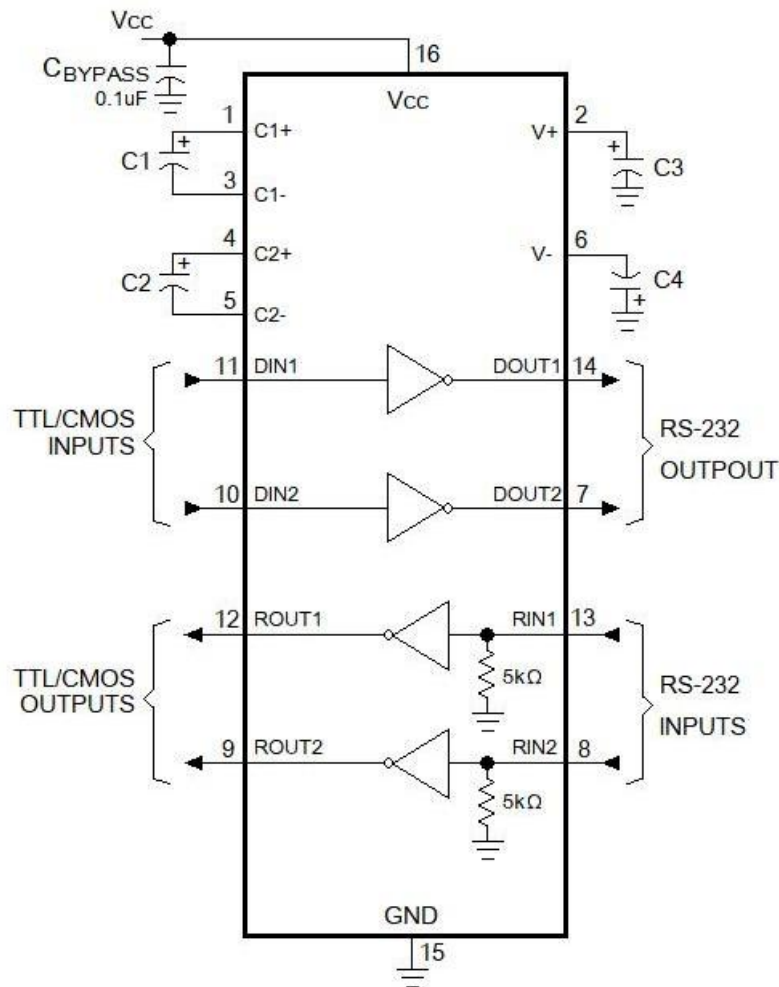 Vcc
CBYPASS
0.1uF
16
Vcc
1
C1+
V+
2
C1
+
+
C3
3
C1-
4
C2+
V-
6
C2
+
C4
+
5
C2-
11
DIN1
DOUT1
14
TTL/CMOS
INPUTS
RS-232
OUTPOUT
10
DIN2
DOUT2
7
12
ROUT1
RIN1
13
5kΩ
TTL/CMOS
OUTPUTS
RS-232
INPUTS
9
ROUT2
RIN2
8
5kΩ
GND
15